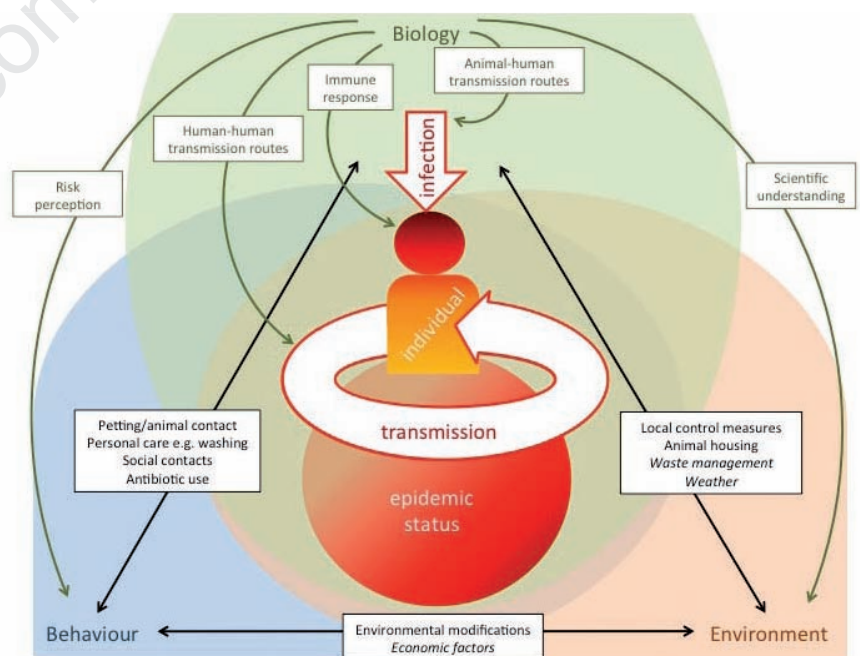 Biology
Animal-human
transmission routes
Immune
response
Human-human
transmission routes
infection
Risk
perception
Scientific
understanding
individual
transmission
Petting/animal contact
Personal care e.g. washing
Social contacts
Antibiotic use
Local control measures
Animal housing
Waste management
Weather
epidemic
status
Behaviour
Environmental modifications
Economic factors
Environment